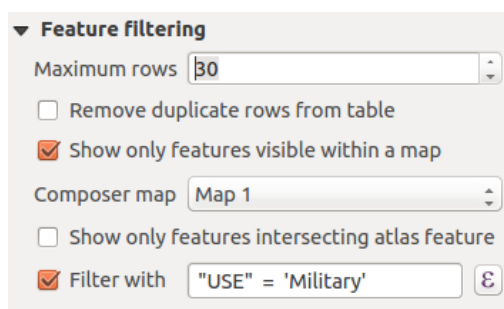 Feature filtering
Maximum rows 30
Remove duplicate rows from table
Show only features visible within a map
Composer map Map 1
Show only features intersecting atlas feature
Filter with "USE" = 'Military' ε